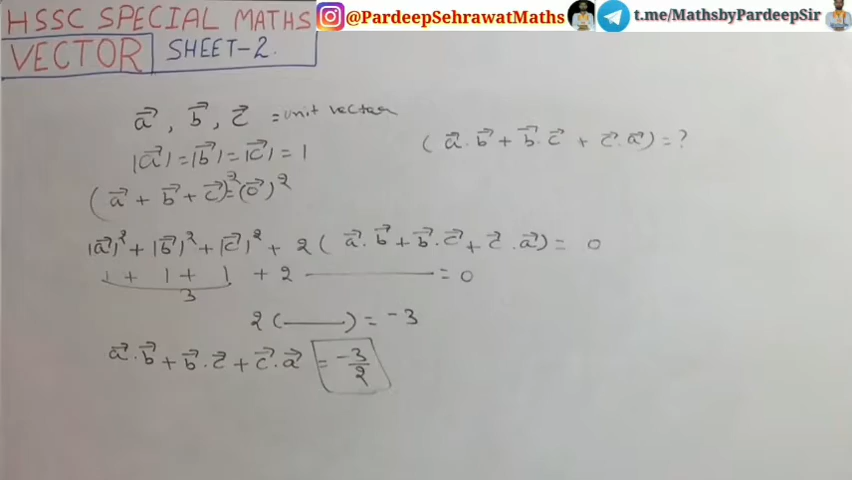 HSSC SPECIAL MATHS
@PardeepSehrawatMaths
t.me/MathsbyPardeepSir
VECTOR SHEET-2.
a⃗, b⃗, c⃗ = unit vector
|a⃗| = |b⃗| = |c⃗| = 1
(a⃗.b⃗ + b⃗.c⃗ + c⃗.a⃗) = ?
(a⃗ + b⃗ + c⃗)² = (0⃗)²
|a⃗|² + |b⃗|² + |c⃗|² + 2(a⃗.b⃗ + b⃗.c⃗ + c⃗.a⃗) = 0
1 + 1 + 1 + 2 ——— = 0
3
2(———) = -3
a⃗.b⃗ + b⃗.c⃗ + c⃗.a⃗ = -3/2